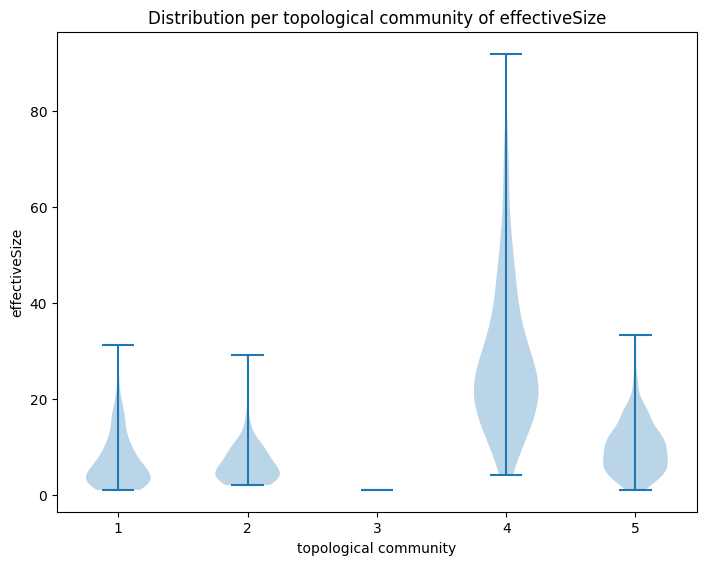 Distribution per topological community of effectiveSize
effectiveSize
80
60
40
20
0
1 2 3 4 5
topological community